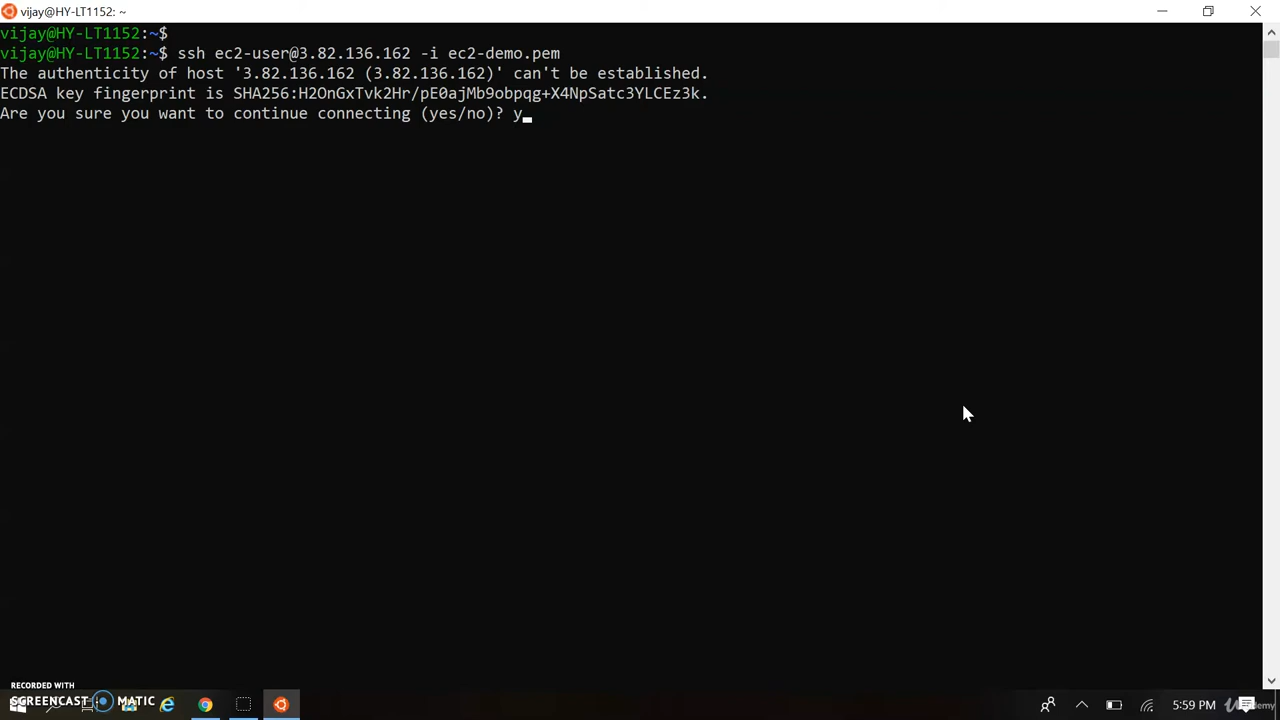 vijay@HY-LT1152: ~
vijay@HY-LT1152:~$
vijay@HY-LT1152:~$ ssh ec2-user@3.82.136.162 -i ec2-demo.pem
The authenticity of host '3.82.136.162 (3.82.136.162)' can't be established.
ECDSA key fingerprint is SHA256:H2OnGxTvk2Hr/pE0ajMb9obpqg+X4NpSatc3YLCEz3k.
Are you sure you want to continue connecting (yes/no)? y
RECORDED WITH
SCREENCAST MATIC
5:59 PM